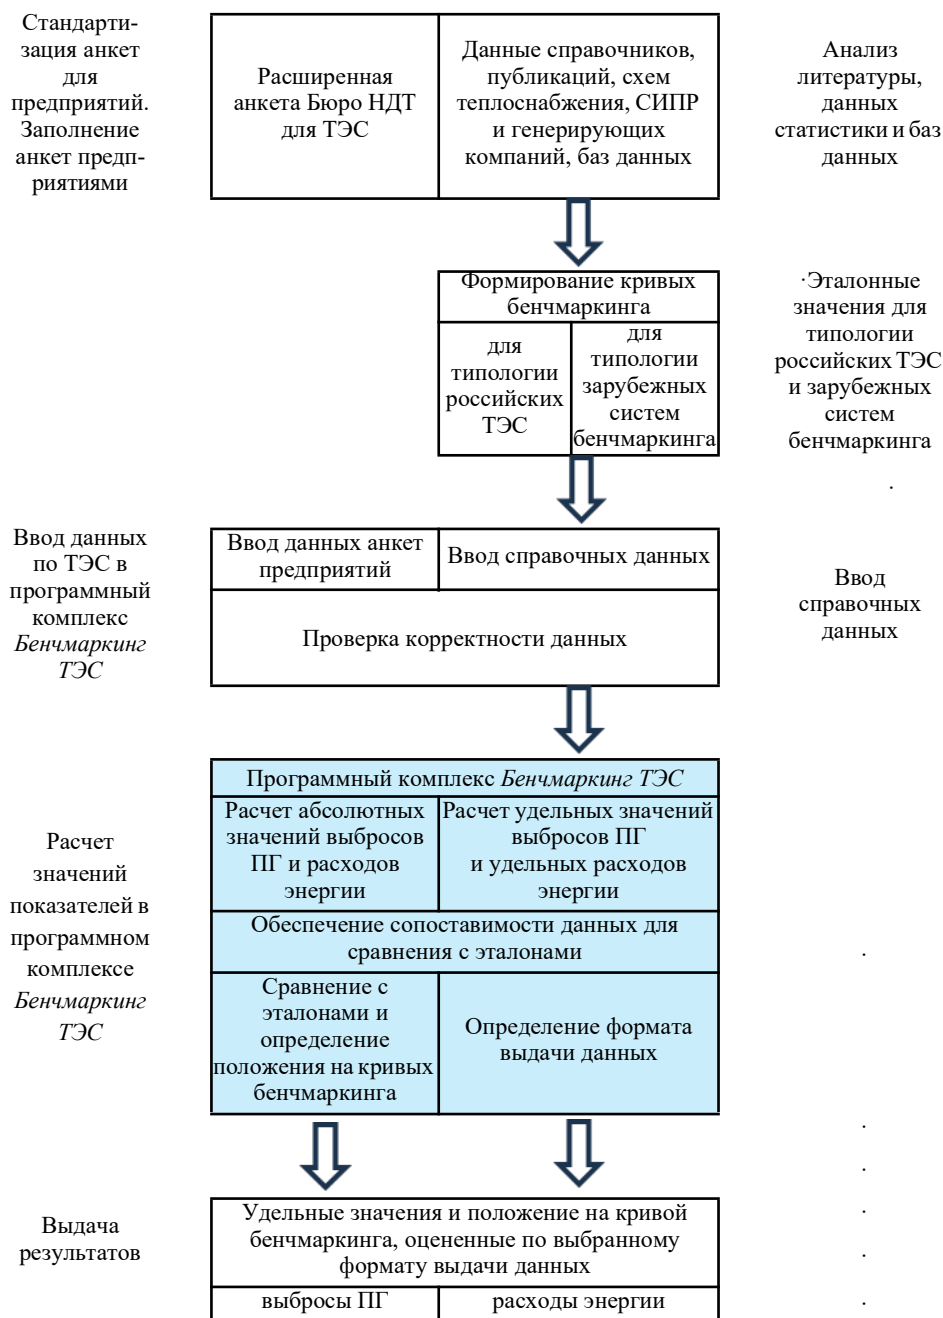 Стандарти-
зация анкет
для
предприятий.
Заполнение
анкет предп-
риятиями
Расширенная
анкета Бюро НДТ
для ТЭС
Данные справочников,
публикаций, схем
теплоснабжения, СИПР
и генерирующих
компаний, баз данных
Анализ
литературы,
данных
статистики и баз
данных
Формирование кривых
бенчмаркинга
для
типологии
российских
ТЭС
для
типологии
зарубежных
систем
бенчмаркинга
·Эталонные
значения для
типологии
российских ТЭС
и зарубежных
систем
бенчмаркинга
.
Ввод данных
по ТЭС в
программный
комплекс
Бенчмаркинг
ТЭС
Ввод данных анкет
предприятий
Ввод справочных данных
Проверка корректности данных
Ввод
справочных
данных
Расчет
значений
показателей в
программном
комплексе
Бенчмаркинг
ТЭС
Программный комплекс Бенчмаркинг ТЭС
Расчет абсолютных
значений выбросов
ПГ и расходов
энергии
Расчет удельных значений
выбросов ПГ
и удельных расходов
энергии
Обеспечение сопоставимости данных для
сравнения с эталонами
.
Сравнение с
эталонами и
определение
положения на кривых
бенчмаркинга
Определение формата
выдачи данных
.
.
Выдача
результатов
Удельные значения и положение на кривой
бенчмаркинга, оцененные по выбранному
формату выдачи данных
.
.
выбросы ПГ
расходы энергии
.